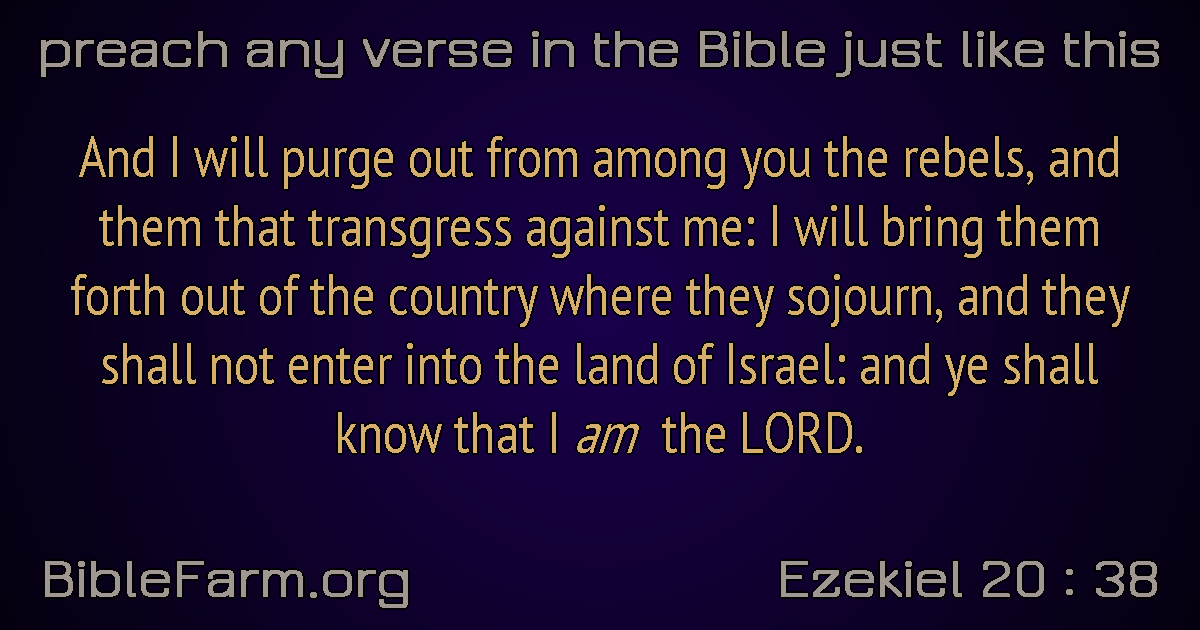 preach any verse in the Bible just like this
And I will purge out from among you the rebels, and
them that transgress against me: I will bring them
forth out of the country where they sojourn, and they
shall not enter into the land of Israel: and ye shall
know that I am the LORD.
BibleFarm.org
Ezekiel 20 : 38